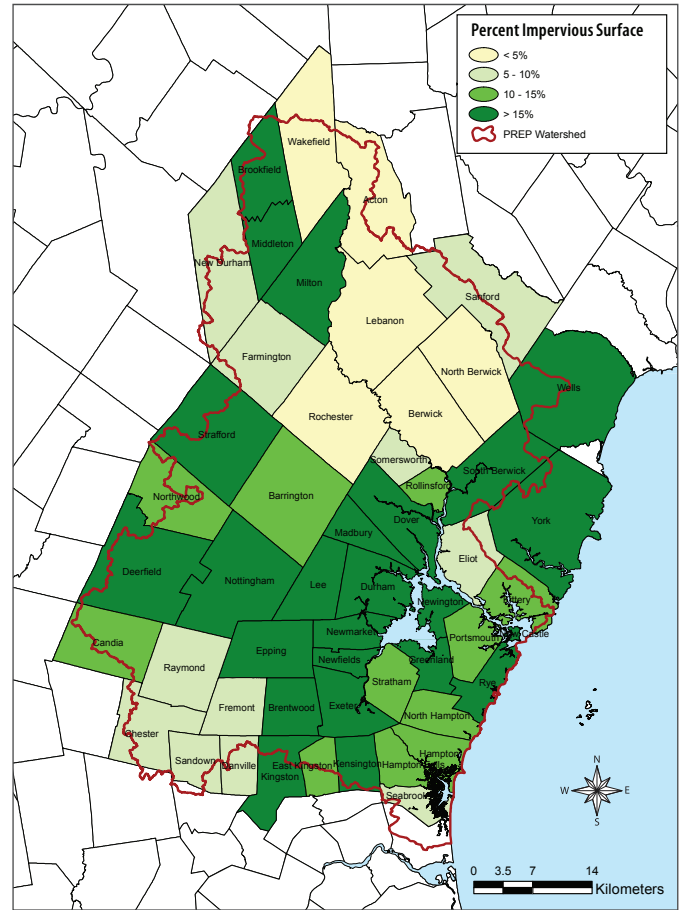 Percent Impervious Surface
< 5%
5 - 10%
10 - 15%
> 15%
PREP Watershed
Wakefield
Brookfield
Acton
Middleton
New Durham
Milton
Sanford
Lebanon
Farmington
North Berwick
Wells
Rochester
Berwick
Strafford
Somersworth
South Berwick
Rollinsford
Northwood
Barrington
Dover
York
Madbury
Eliot
Deerfield
Nottingham
Lee
Durham
Newington
Kittery
Candia
Newmarket
Portsmouth
New Castle
Epping
Raymond
Newfields
Greenland
Stratham
Rye
Fremont
Brentwood
Exeter
North Hampton
Chester
Sandown
Danville
East Kingston
Kingston
Kensington
Hampton
Hampton Falls
Seabrook
N
W
E
S
0 3.5 7 14
Kilometers